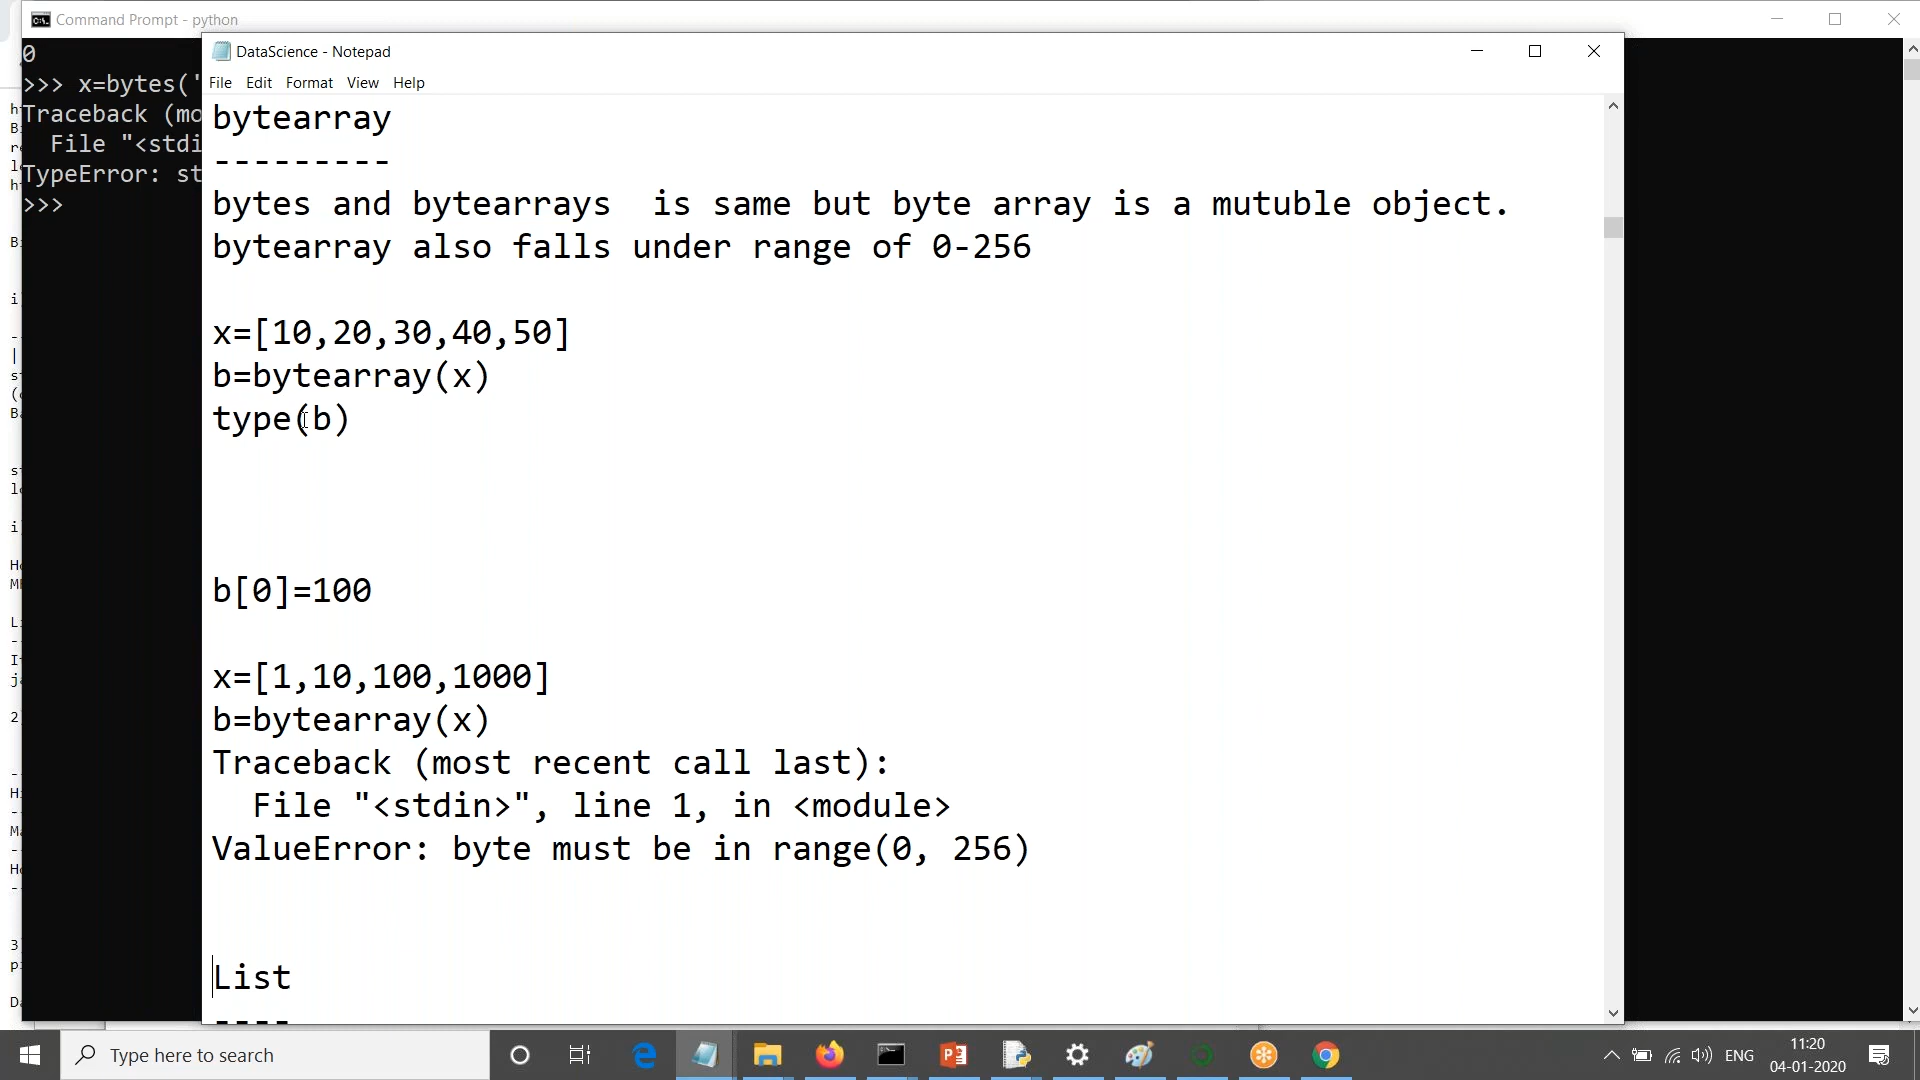 Command Prompt - python
0
>>> x=bytes('
Traceback (mo
File "<stdi
TypeError: st
>>>
DataScience - Notepad
File Edit Format View Help
bytearray
---------
bytes and bytearrays  is same but byte array is a mutuble object.
bytearray also falls under range of 0-256
x=[10,20,30,40,50]
b=bytearray(x)
type(b)
b[0]=100
x=[1,10,100,1000]
b=bytearray(x)
Traceback (most recent call last):
File "<stdin>", line 1, in <module>
ValueError: byte must be in range(0, 256)
List
----
Type here to search
ENG
11:20
04-01-2020